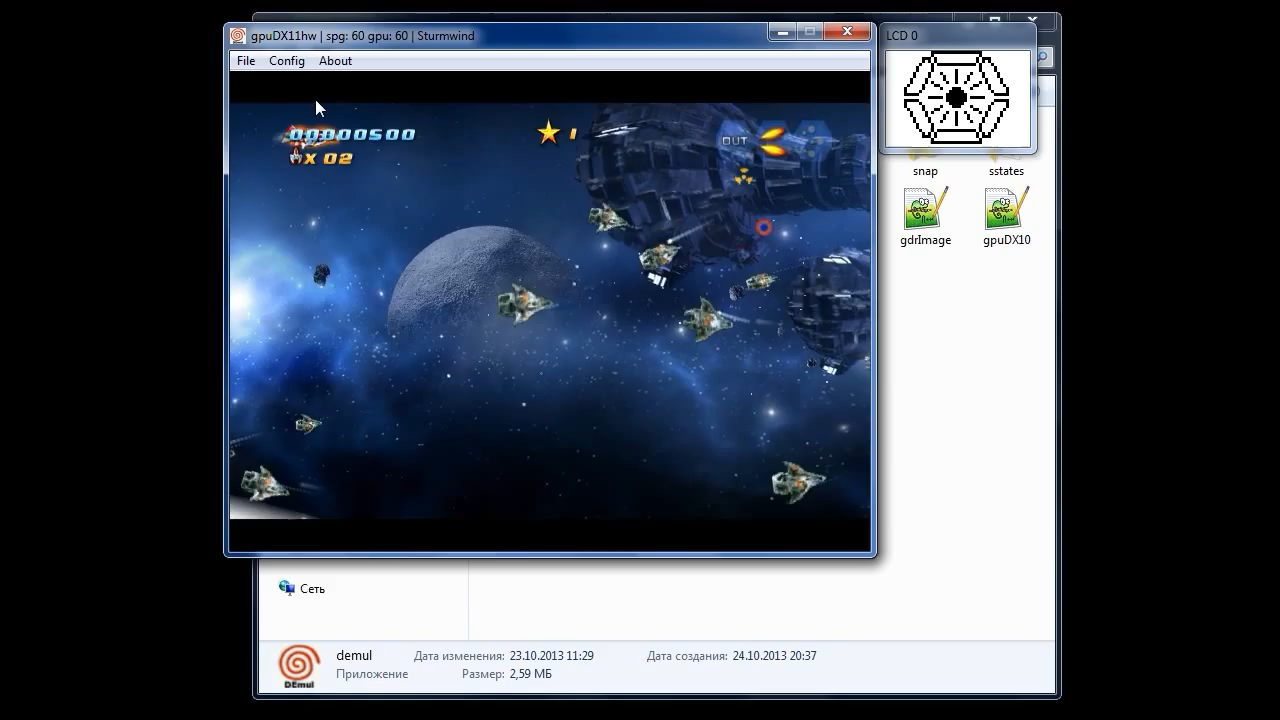 gpuDX11hw | spg: 60 gpu: 60 | Sturmwind
LCD 0
File Config About
00000500
1
OUT
X 02
snap sstates
gdrImage gpuDX10
Сеть
demul Дата изменения: 23.10.2013 11:29 Дата создания: 24.10.2013 20:37
Приложение Размер: 2,59 МБ
DEmul